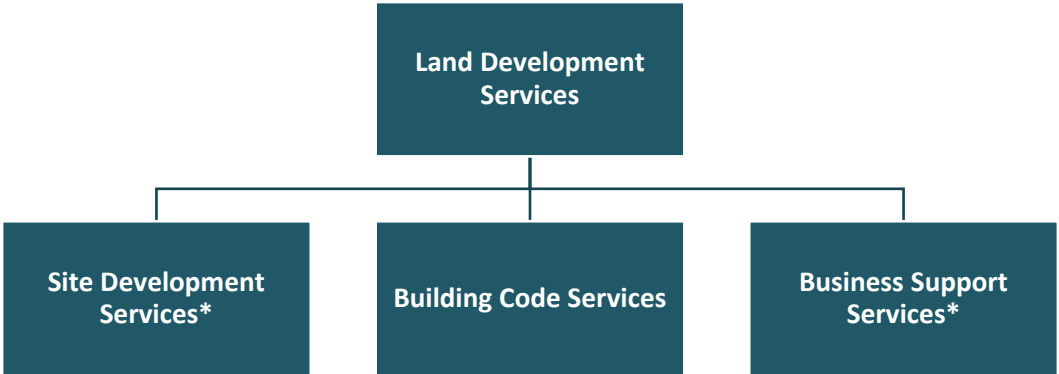 Land Development
Services
Site Development
Services*
Building Code Services
Business Support
Services*